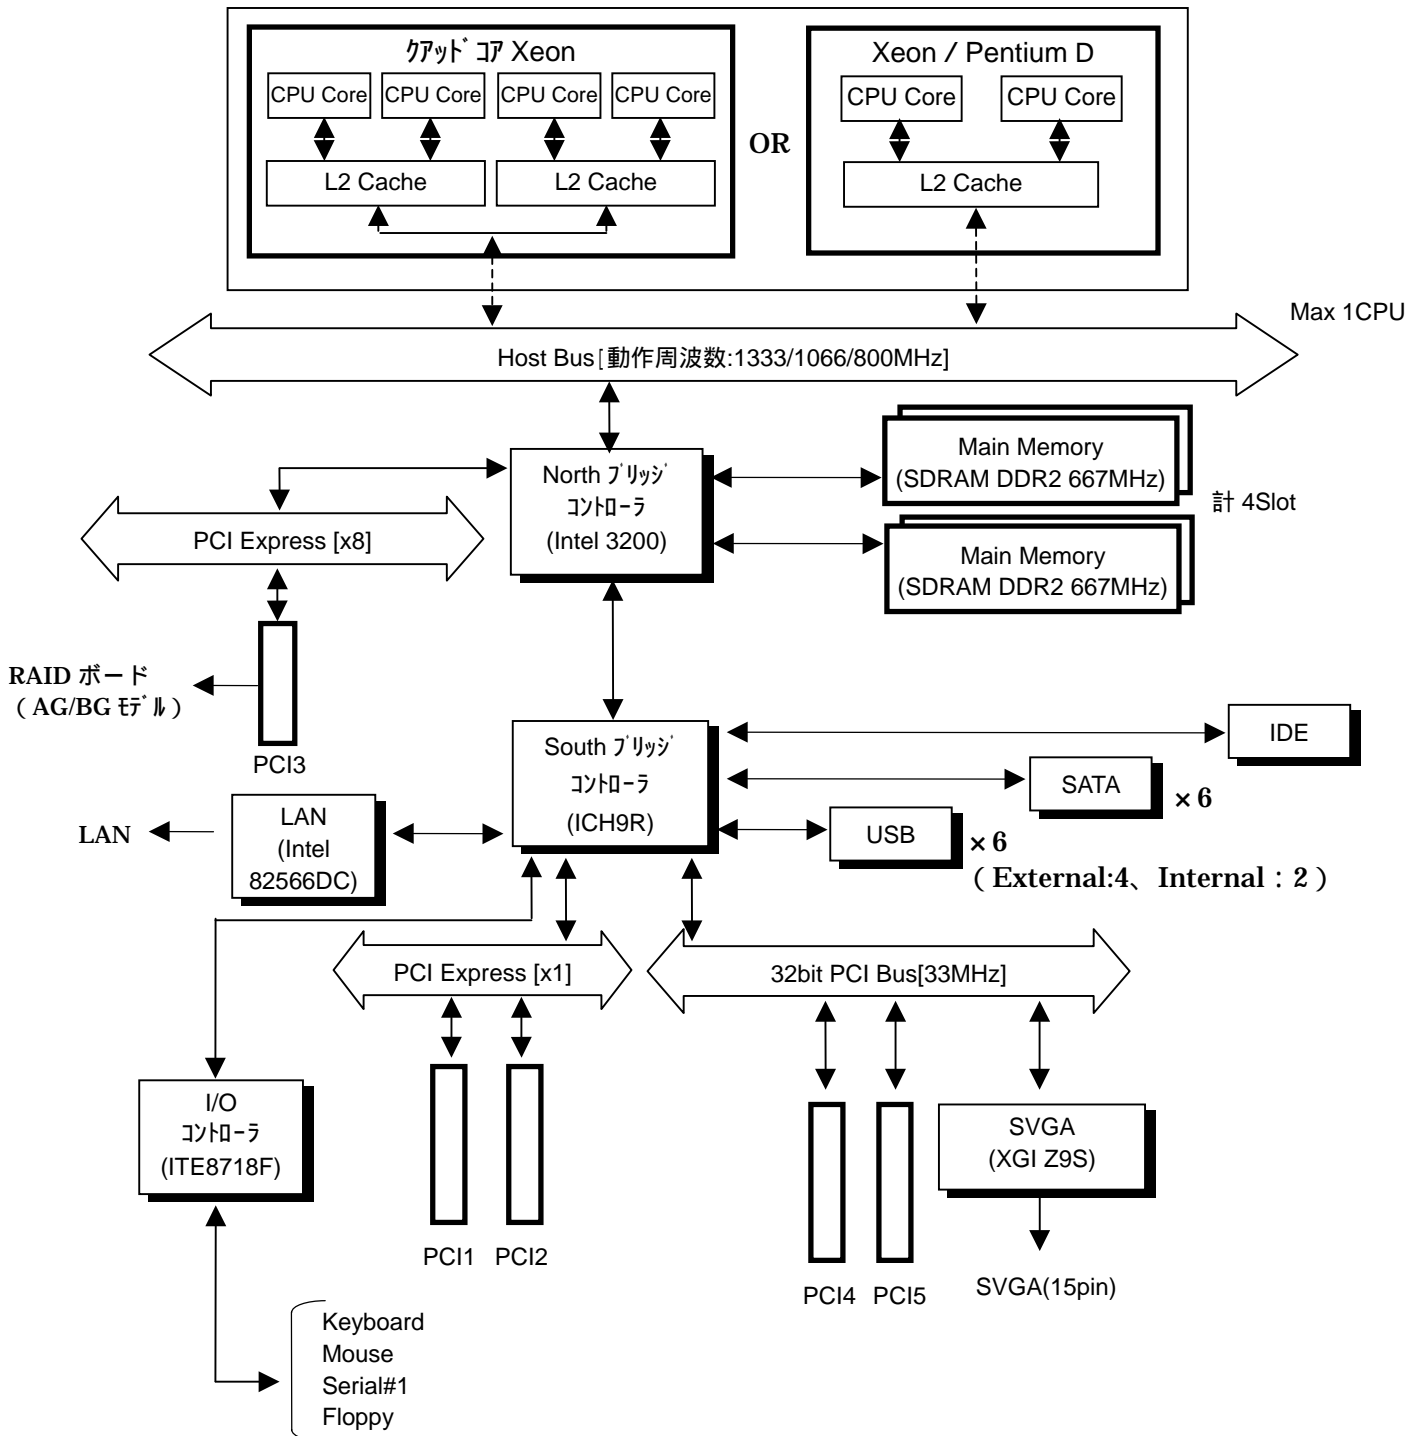 ｸｱｯﾄﾞｺｱ Xeon
CPU Core CPU Core CPU Core CPU Core
L2 Cache L2 Cache
OR
Xeon / Pentium D
CPU Core CPU Core
L2 Cache
Max 1CPU
Host Bus[動作周波数:1333/1066/800MHz]
North ﾌﾞﾘｯｼﾞ
ｺﾝﾄﾛｰﾗ
(Intel 3200)
Main Memory
(SDRAM DDR2 667MHz)
計 4Slot
Main Memory
(SDRAM DDR2 667MHz)
PCI Express [x8]
RAID ボード
（AG/BG ﾓﾃﾞﾙ）
PCI3
South ﾌﾞﾘｯｼﾞ
ｺﾝﾄﾛｰﾗ
(ICH9R)
IDE
SATA
×6
USB
×6
（External:4、Internal：2）
LAN
LAN
(Intel
82566DC)
PCI Express [x1]
32bit PCI Bus[33MHz]
I/O
ｺﾝﾄﾛｰﾗ
(ITE8718F)
PCI1 PCI2
PCI4 PCI5
SVGA
(XGI Z9S)
SVGA(15pin)
Keyboard
Mouse
Serial#1
Floppy